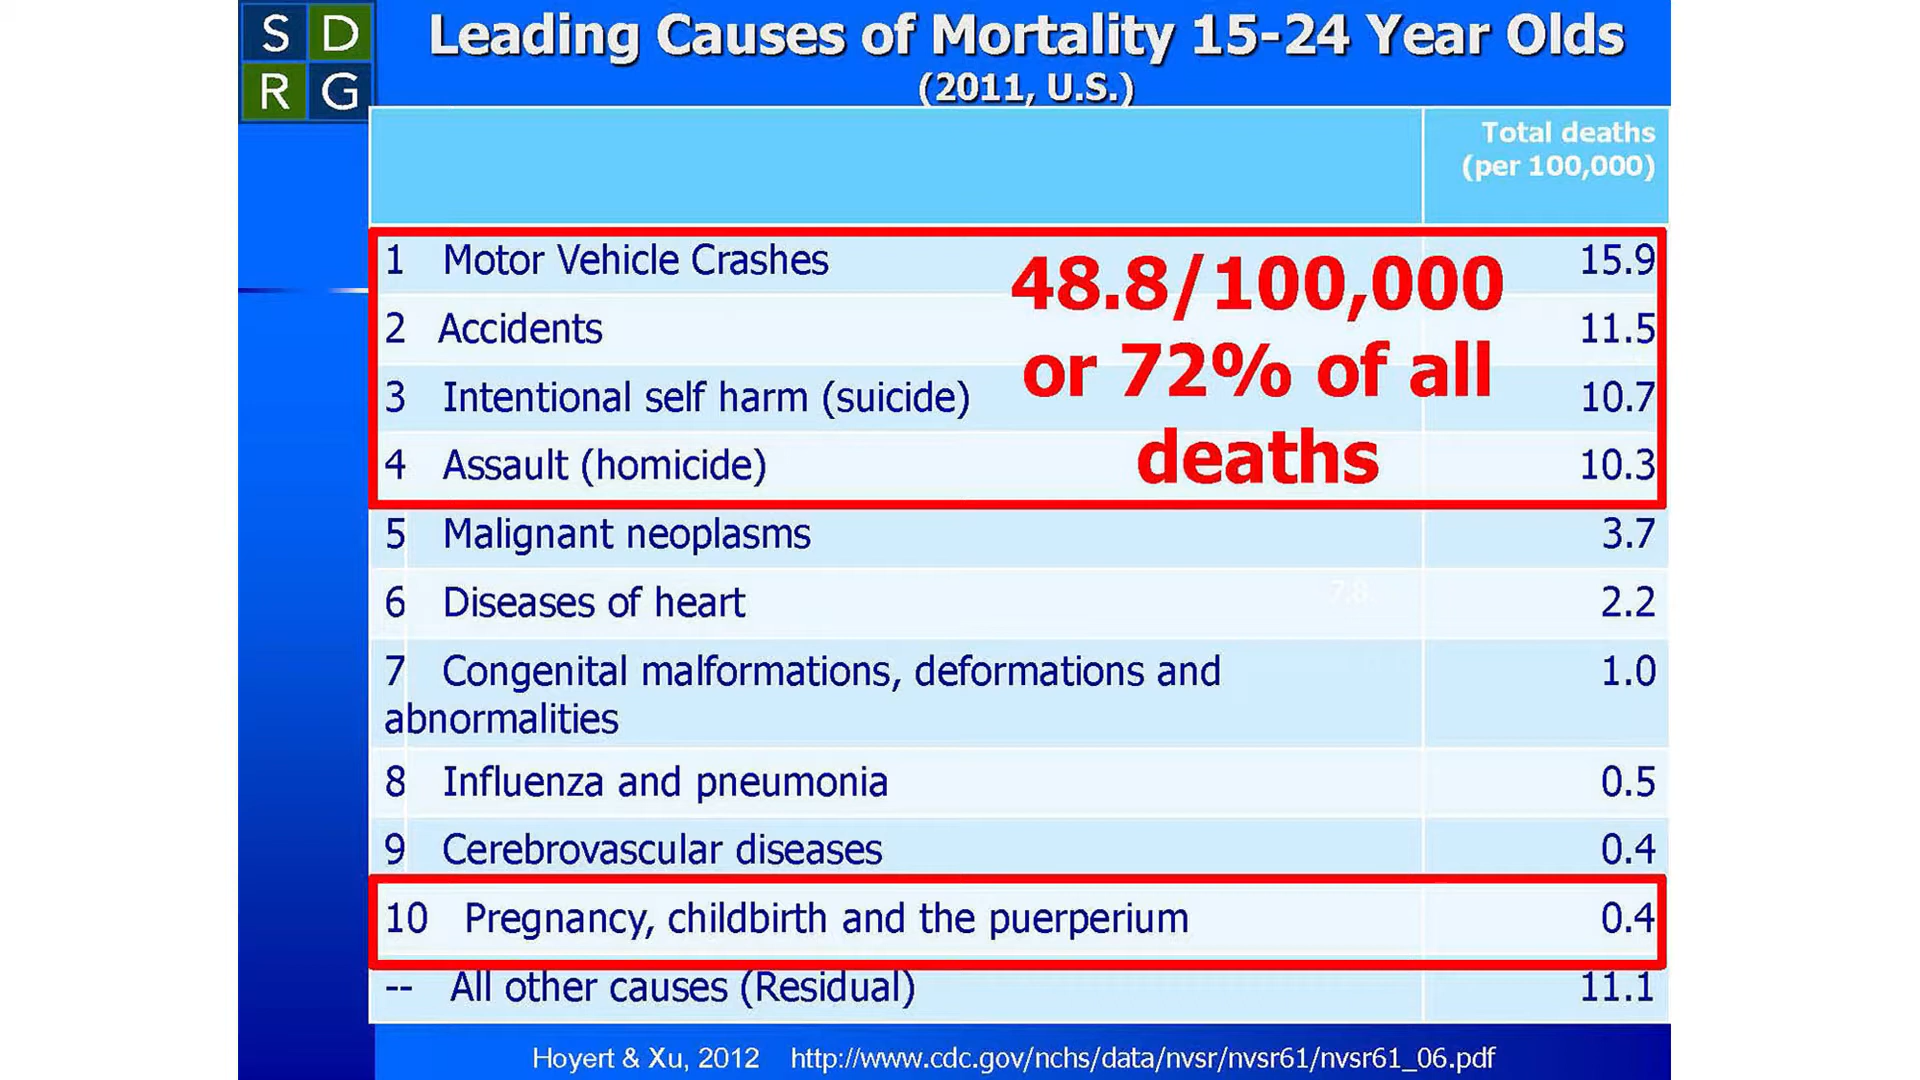 S D
R G
Leading Causes of Mortality 15-24 Year Olds
(2011, U.S.)
Total deaths
(per 100,000)
1 Motor Vehicle Crashes 15.9
2 Accidents 11.5
3 Intentional self harm (suicide) 10.7
4 Assault (homicide) 10.3
48.8/100,000
or 72% of all
deaths
5 Malignant neoplasms 3.7
7.8
6 Diseases of heart 2.2
7 Congenital malformations, deformations and 1.0
abnormalities
8 Influenza and pneumonia 0.5
9 Cerebrovascular diseases 0.4
10 Pregnancy, childbirth and the puerperium 0.4
-- All other causes (Residual) 11.1
Hoyert & Xu, 2012 http://www.cdc.gov/nchs/data/nvsr/nvsr61/nvsr61_06.pdf